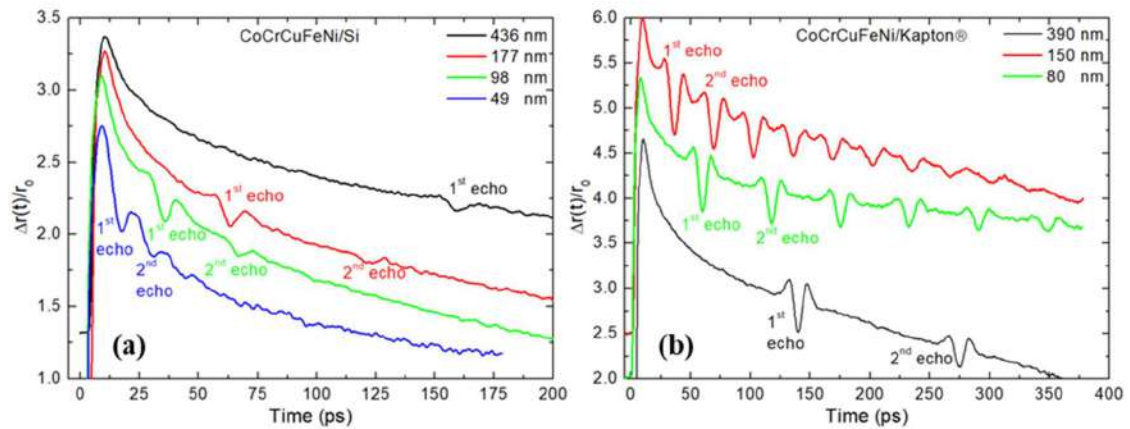 CoCrCuFeNi/Si
436 nm
177 nm
98 nm
49 nm
1st echo
1st echo
1st
echo
1st echo
2nd echo
2nd echo
2nd
echo
(a)
3.5
3.0
2.5
2.0
1.5
1.0
Δr(t)/r0
0 25 50 75 100 125 150 175 200
Time (ps)
CoCrCuFeNi/Kapton®
390 nm
150 nm
80 nm
1st echo
2nd echo
1st
echo
2nd echo
1st
echo
2nd echo
(b)
6.0
5.5
5.0
4.5
4.0
3.5
3.0
2.5
2.0
Δr(t)/r0
0 50 100 150 200 250 300 350 400
Time (ps)